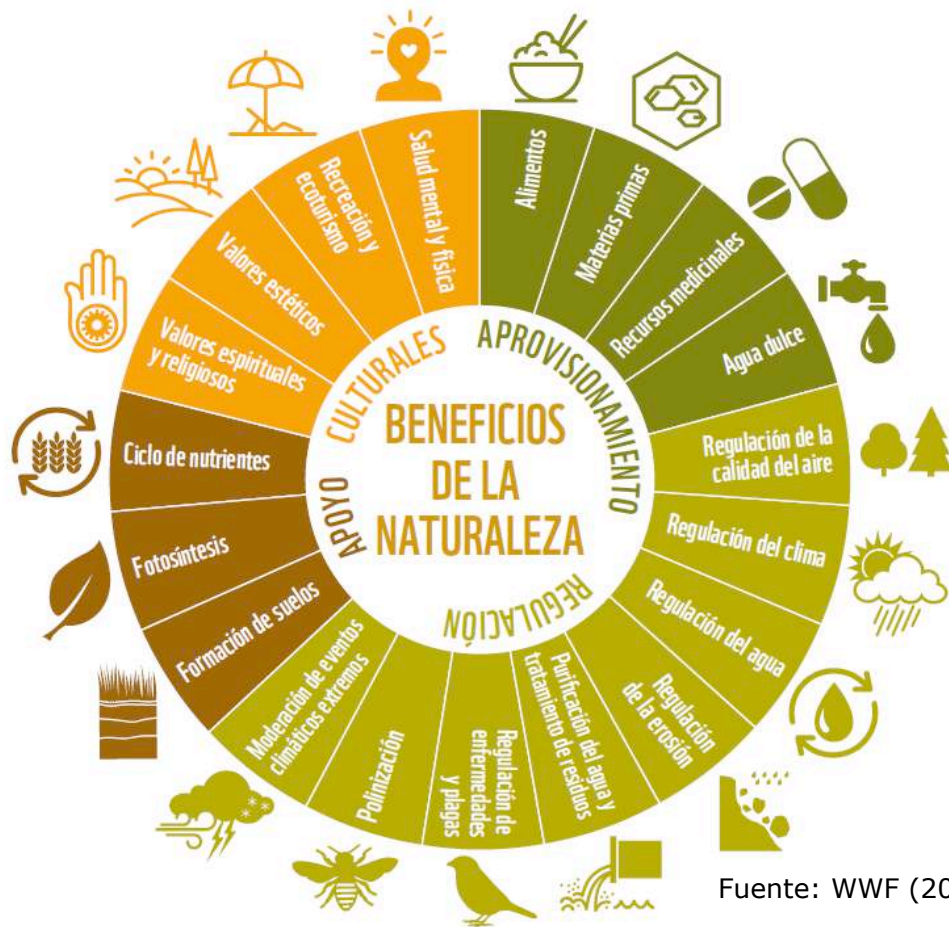 BENEFICIOS
DE LA
NATURALEZA
APROVISIONAMIENTO
Alimentos
Materias primas
Recursos medicinales
Agua dulce
REGULACIÓN
Regulación de la
calidad del aire
Regulación del clima
Regulación del agua
Regulación
de la erosión
Purificación del agua y
tratamiento de residuos
Regulación de
enfermedades
y plagas
Polinización
Moderación de eventos
climáticos extremos
APOYO
Formación de suelos
Fotosíntesis
Ciclo de nutrientes
CULTURALES
Valores espirituales
y religiosos
Valores estéticos
Recreación y
ecoturismo
Salud mental y física
Fuente: WWF (20